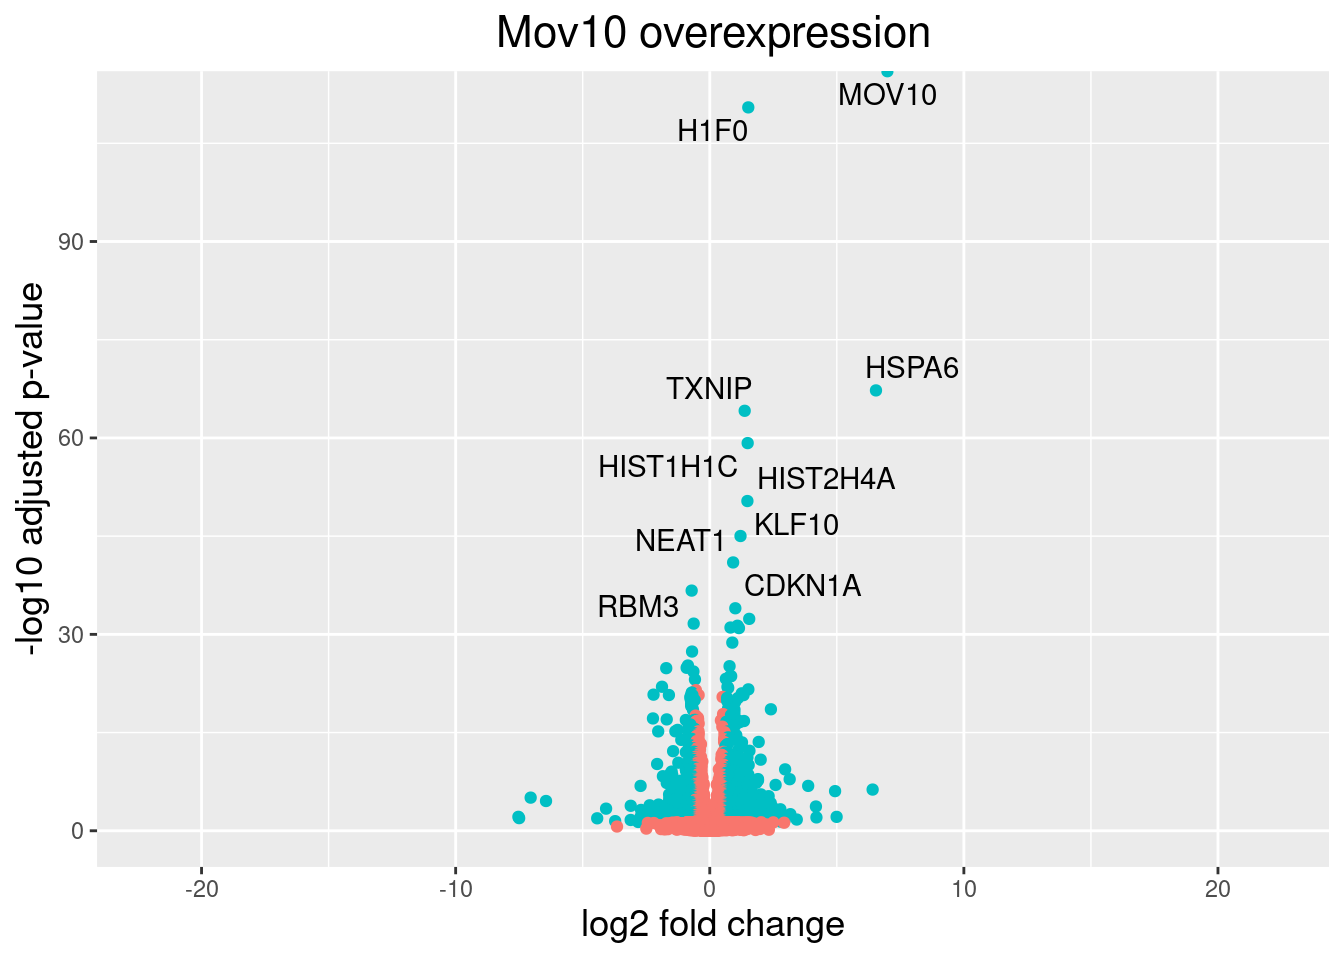 Mov10 overexpression
MOV10
H1F0
90
HSPA6
TXNIP
60
HIST1H1C
HIST2H4A
KLF10
NEAT1
CDKN1A
RBM3
30
0
-log10 adjusted p-value
-20
-10
0
10
20
log2 fold change